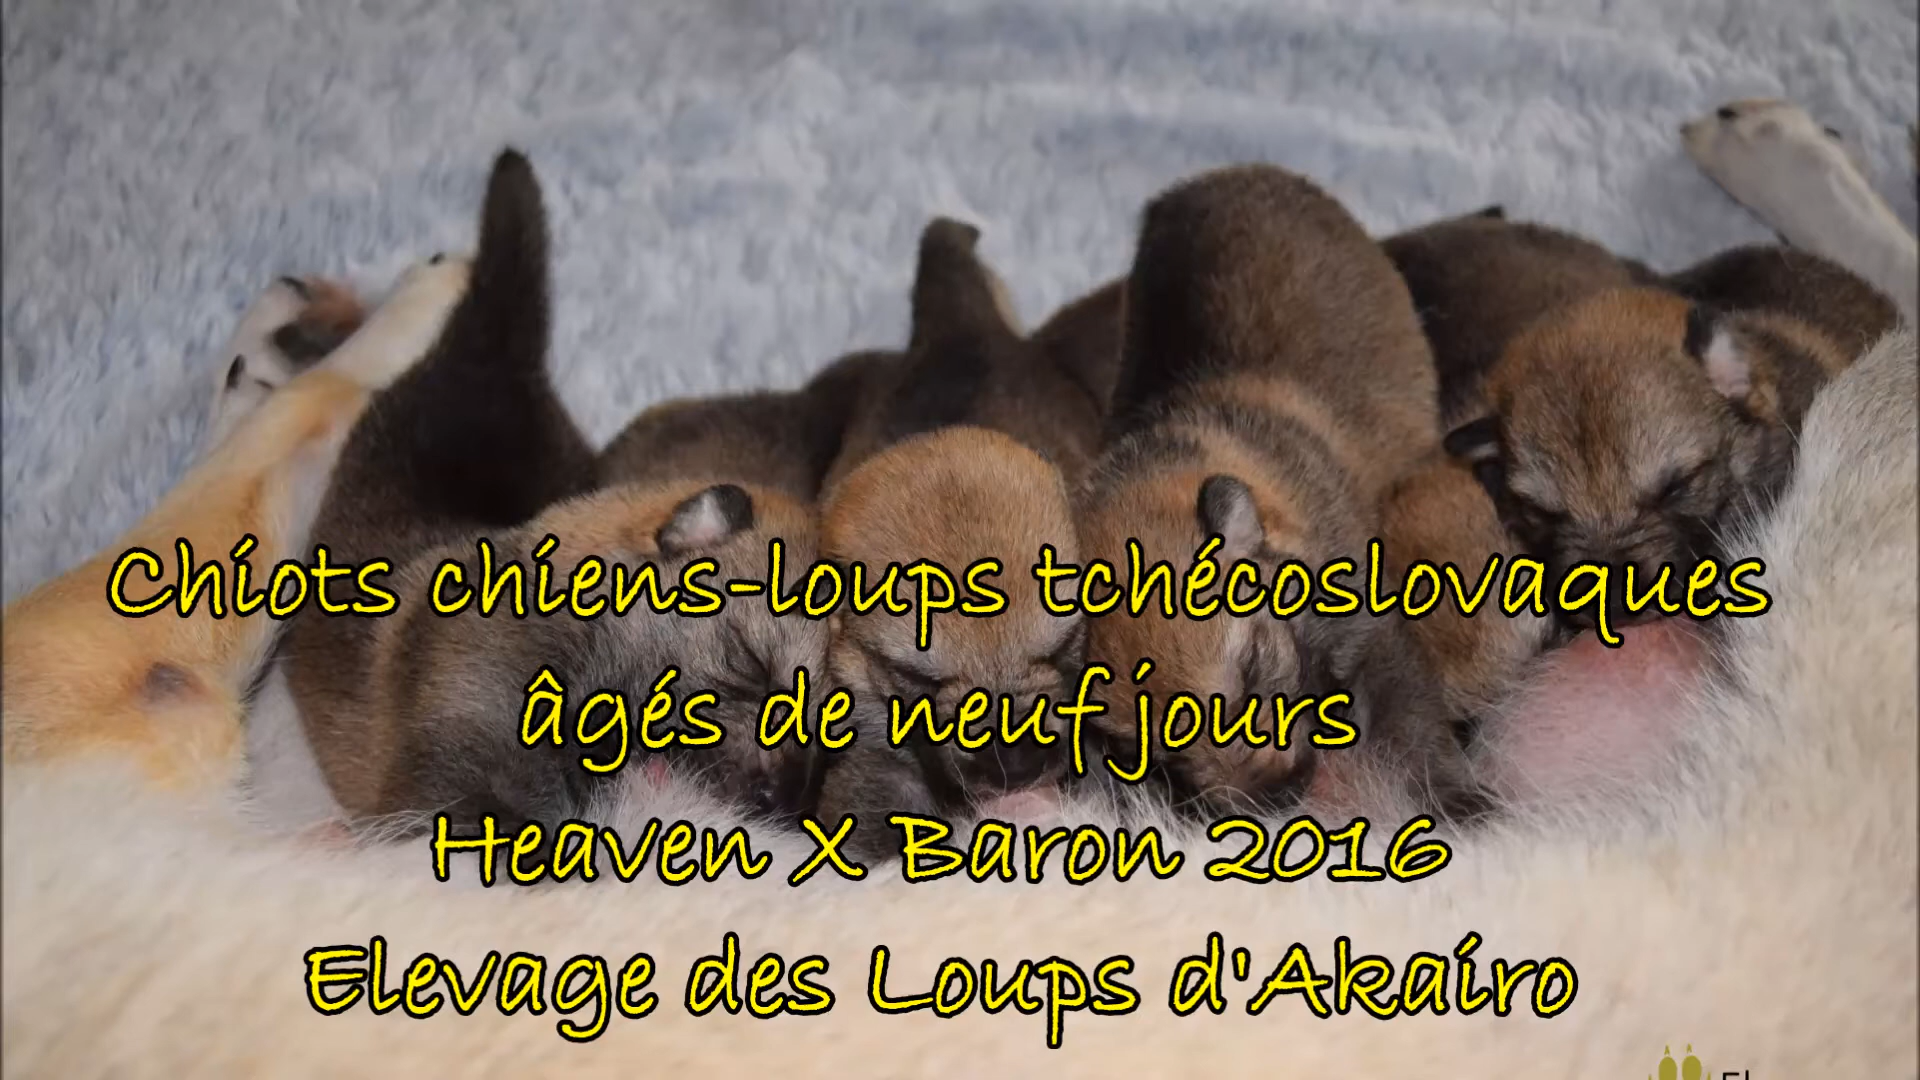 Chiots chiens-loups tchécoslovaques
âgés de neuf jours
Heaven X Baron 2016
Elevage des Loups d'Akairo